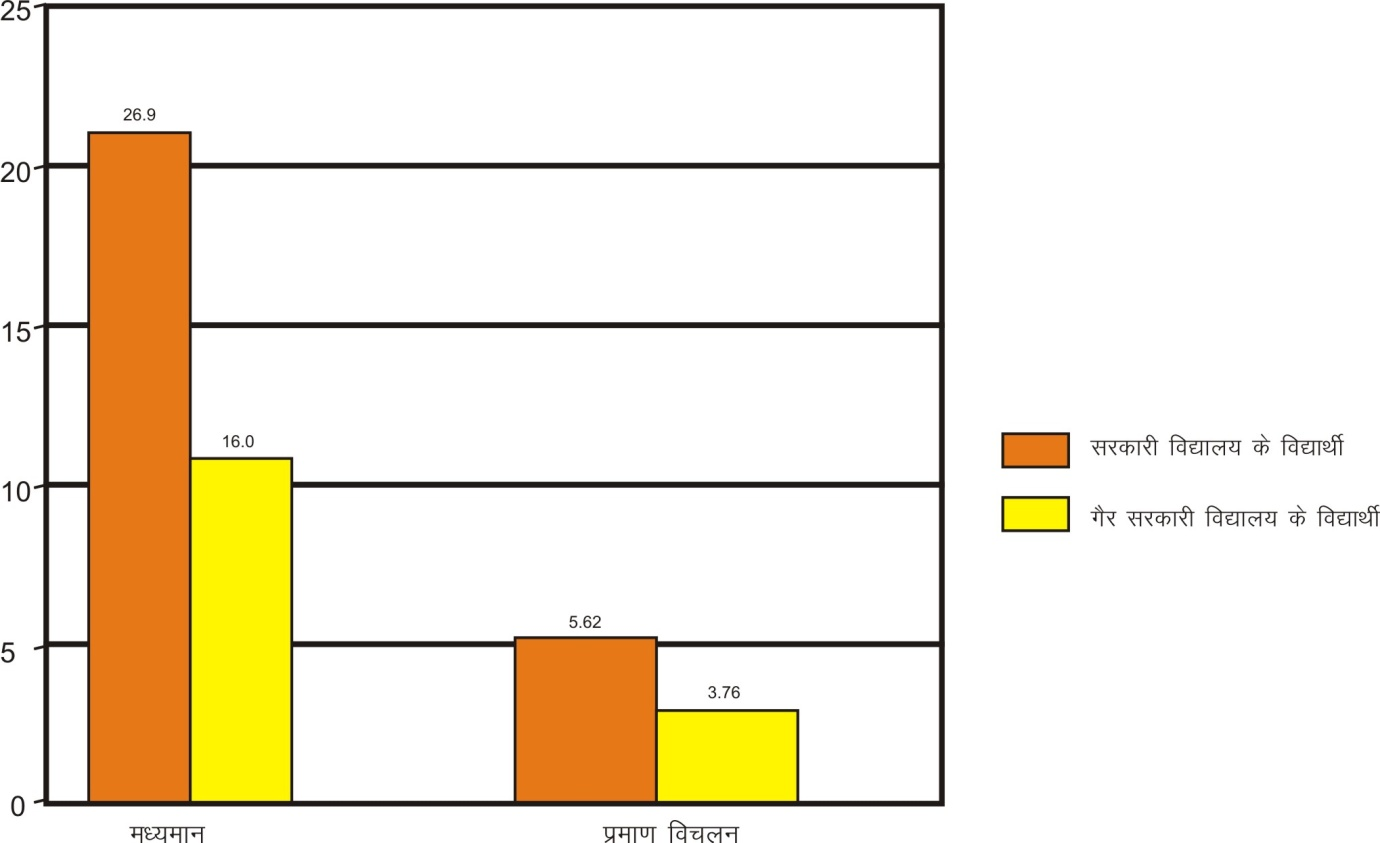 25
20
15
10
5
0
26.9
16.0
5.62
3.76
मध्यमान
प्रमाण विचलन
सरकारी विद्यालय के विद्यार्थी
गैर सरकारी विद्यालय के विद्यार्थी